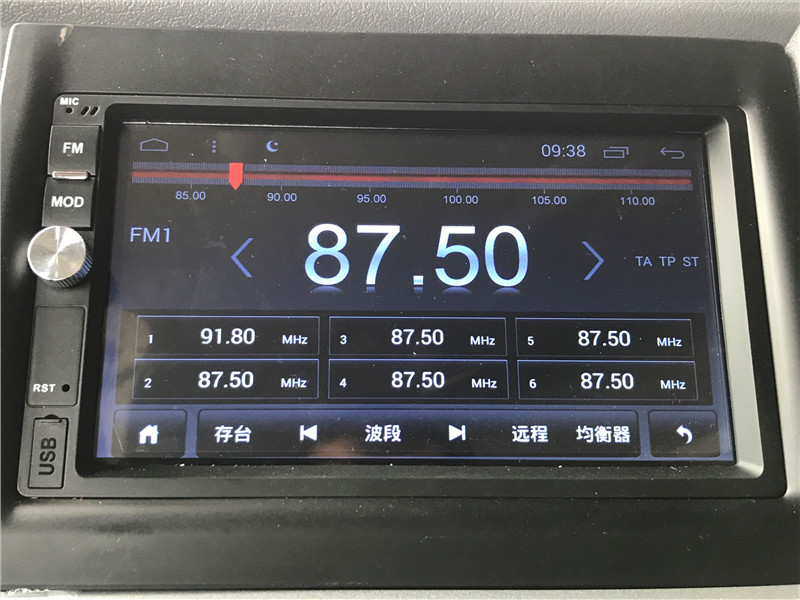 MIC
FM
MOD
RST
USB
09:38
85.00 90.00 95.00 100.00 105.00 110.00
FM1
87.50
TA TP ST
1 91.80 MHz 3 87.50 MHz 5 87.50 MHz
2 87.50 MHz 4 87.50 MHz 6 87.50 MHz
存台 波段 远程 均衡器